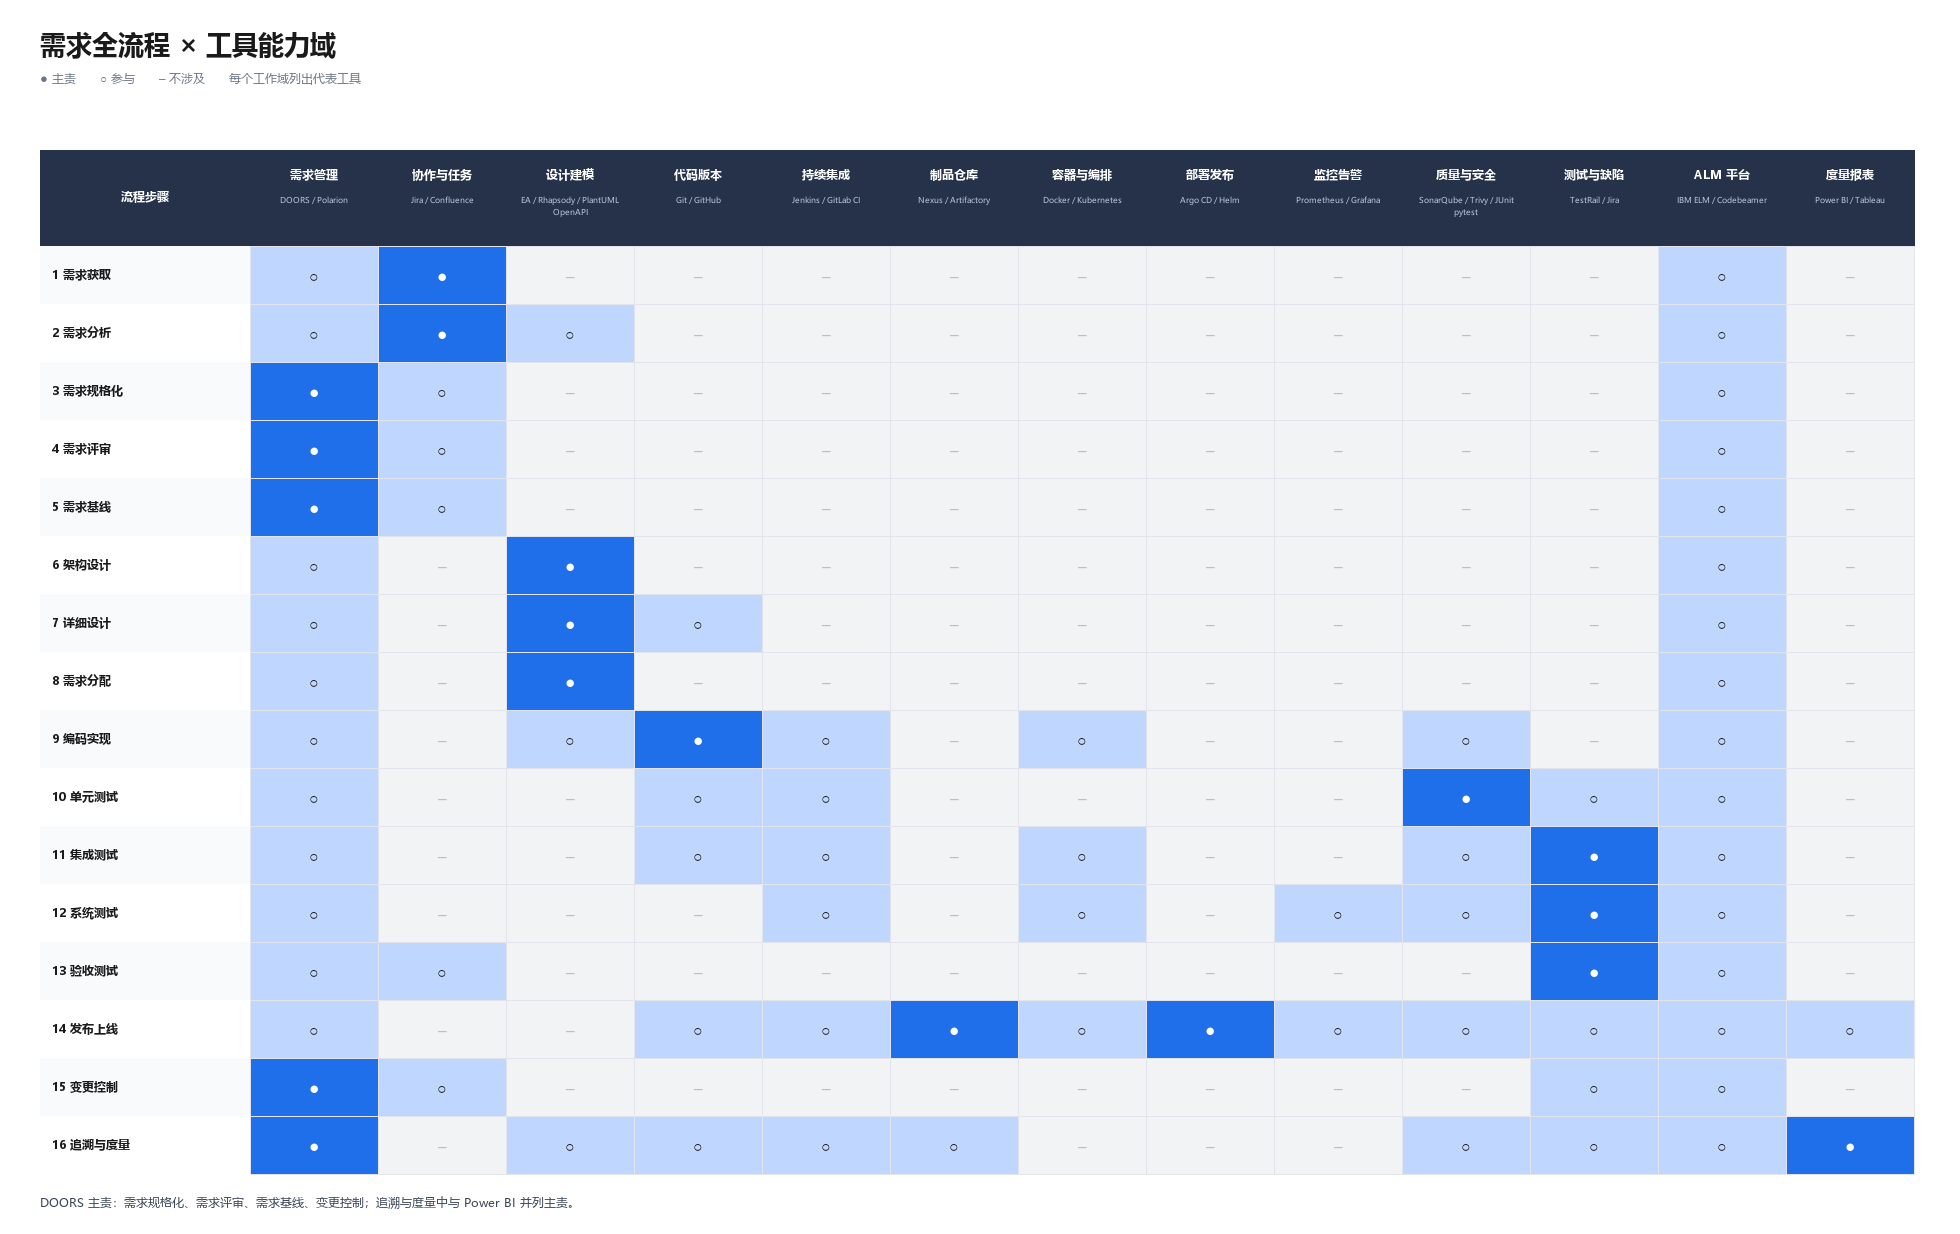 需求全流程 × 工具能力域
● 主责 ○ 参与 – 不涉及 每个工作域列出代表工具
流程步骤 需求管理 协作与任务 设计建模 代码版本 持续集成 制品仓库 容器与编排 部署发布 监控告警 质量与安全 测试与缺陷 ALM 平台 度量报表
DOORS / Polarion Jira / Confluence EA / Rhapsody / PlantUML Git / GitHub Jenkins / GitLab CI Nexus / Artifactory Docker / Kubernetes Argo CD / Helm Prometheus / Grafana SonarQube / Trivy / JUnit TestRail / Jira IBM ELM / Codebeamer Power BI / Tableau
OpenAPI pytest
1 需求获取 ○ ● – – – – – – – – – ○ –
2 需求分析 ○ ● ○ – – – – – – – – ○ –
3 需求规格化 ● ○ – – – – – – – – – ○ –
4 需求评审 ● ○ – – – – – – – – – ○ –
5 需求基线 ● ○ – – – – – – – – – ○ –
6 架构设计 ○ – ● – – – – – – – – ○ –
7 详细设计 ○ – ● ○ – – – – – – – ○ –
8 需求分配 ○ – ● – – – – – – – – ○ –
9 编码实现 ○ – ○ ● ○ – ○ – – ○ – ○ –
10 单元测试 ○ – – ○ ○ – – – – ● ○ ○ –
11 集成测试 ○ – – ○ ○ – ○ – – ○ ● ○ –
12 系统测试 ○ – – – ○ – ○ – ○ ○ ● ○ –
13 验收测试 ○ ○ – – – – – – – – ● ○ –
14 发布上线 ○ – – ○ ○ ● ○ ● ○ ○ ○ ○ ○
15 变更控制 ● ○ – – – – – – – – ○ ○ –
16 追溯与度量 ● – ○ ○ ○ ○ – – – ○ ○ ○ ●
DOORS 主责：需求规格化、需求评审、需求基线、变更控制；追溯与度量中与 Power BI 并列主责。